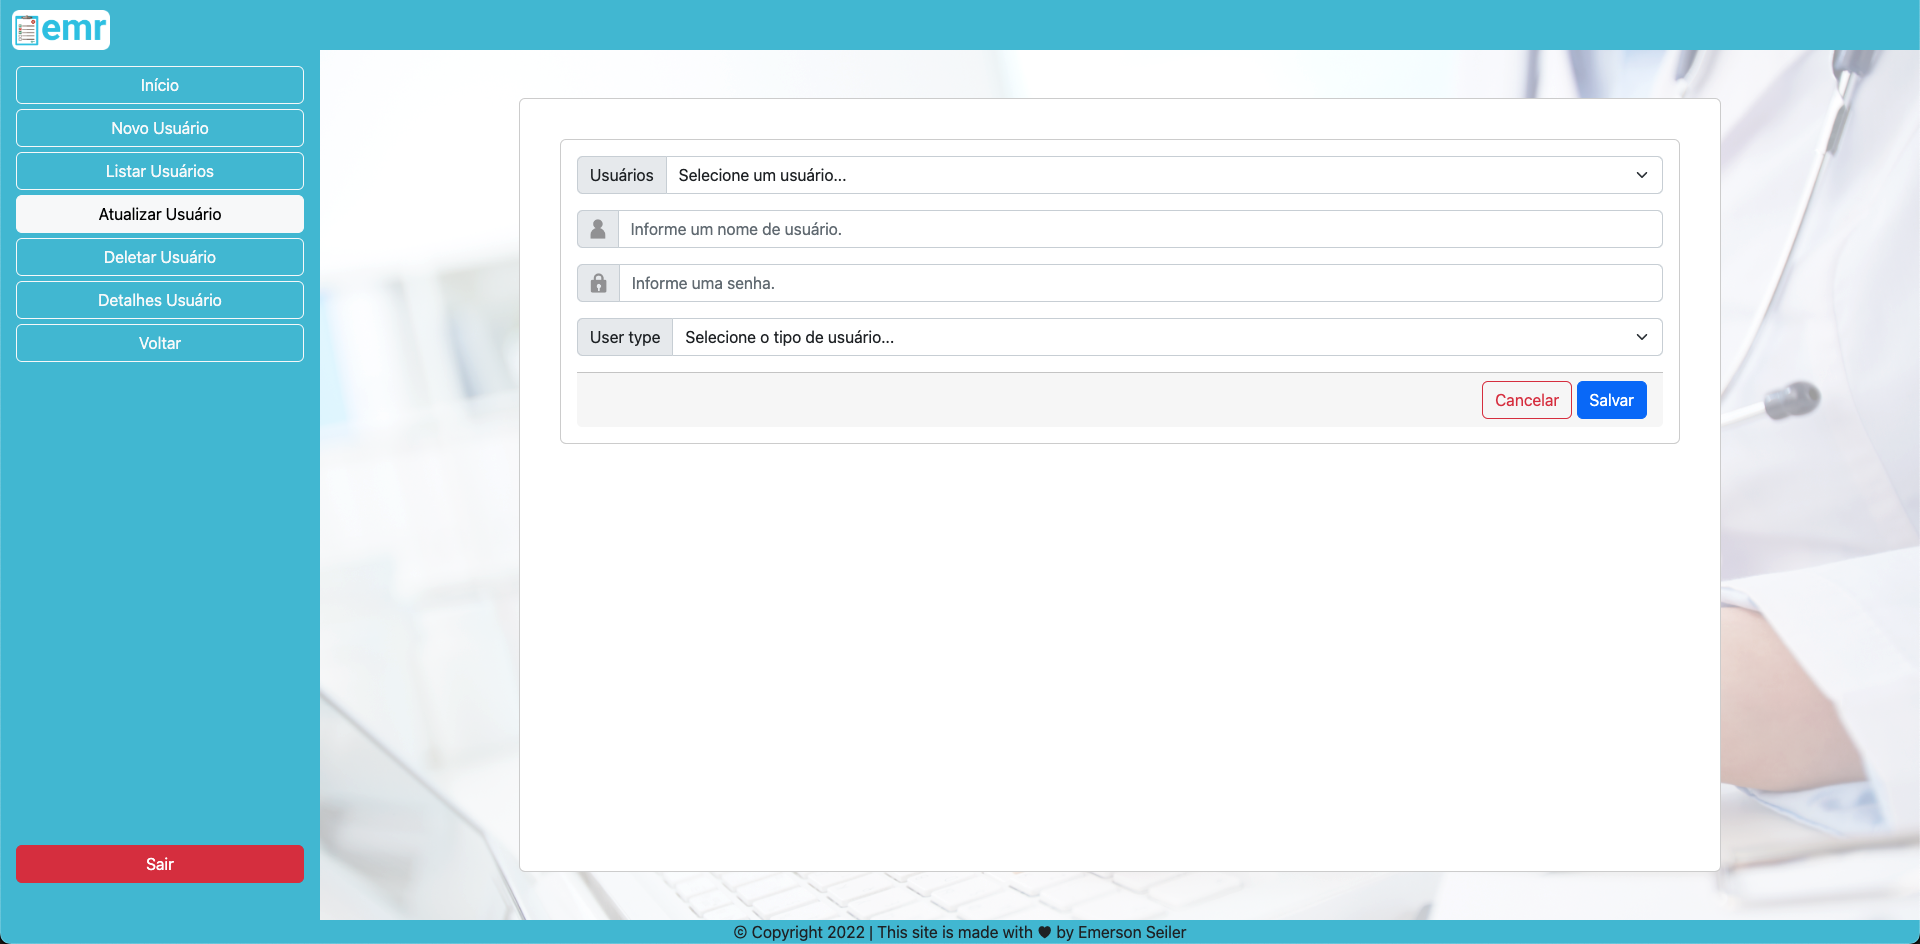 emr
Início
Novo Usuário
Listar Usuários
Atualizar Usuário
Deletar Usuário
Detalhes Usuário
Voltar
Sair
Usuários Selecione um usuário...
Informe um nome de usuário.
Informe uma senha.
User type Selecione o tipo de usuário...
Cancelar Salvar
© Copyright 2022 | This site is made with ♥ by Emerson Seiler